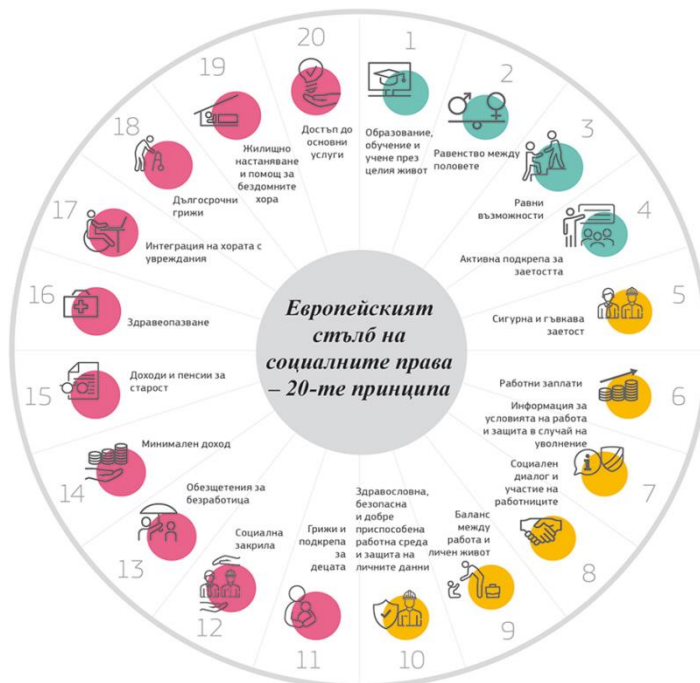 Европейският
стълб на
социалните права
– 20-те принципа
1
Образование,
обучение и
учене през
целия живот
2
Равенство между
половете
3
Равни
възможности
4
Активна подкрепа за
заетостта
5
Сигурна и гъвкава
заетост
6
Работни заплати
7
Информация за
условията на работа
и защита в случай на
уволнение
8
Социален
диалог и
участие на
работниците
9
Баланс
между
работа и
личен живот
10
Здравословна,
безопасна
и добре
приспособена
работна среда
и защита на
личните данни
11
Грижи и
подкрепа
за
децата
12
Социална
закрила
13
Обезщетения за
безработица
14
Минимален доход
15
Доходи и пенсии за
старост
16
Здравеопазване
17
Интеграция на хората с
увреждания
18
Дългосрочни
грижи
19
Жилищно
настаняване
и помощ за
бездомните
хора
20
Достъп до
основни
услуги